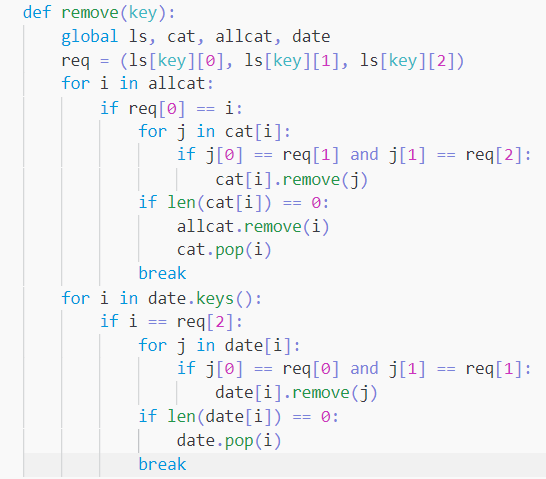 def remove(key):
    global ls, cat, allcat, date
    req = (ls[key][0], ls[key][1], ls[key][2])
    for i in allcat:
        if req[0] == i:
            for j in cat[i]:
                if j[0] == req[1] and j[1] == req[2]:
                    cat[i].remove(j)
            if len(cat[i]) == 0:
                allcat.remove(i)
                cat.pop(i)
            break
    for i in date.keys():
        if i == req[2]:
            for j in date[i]:
                if j[0] == req[0] and j[1] == req[1]:
                    date[i].remove(j)
            if len(date[i]) == 0:
                date.pop(i)
            break